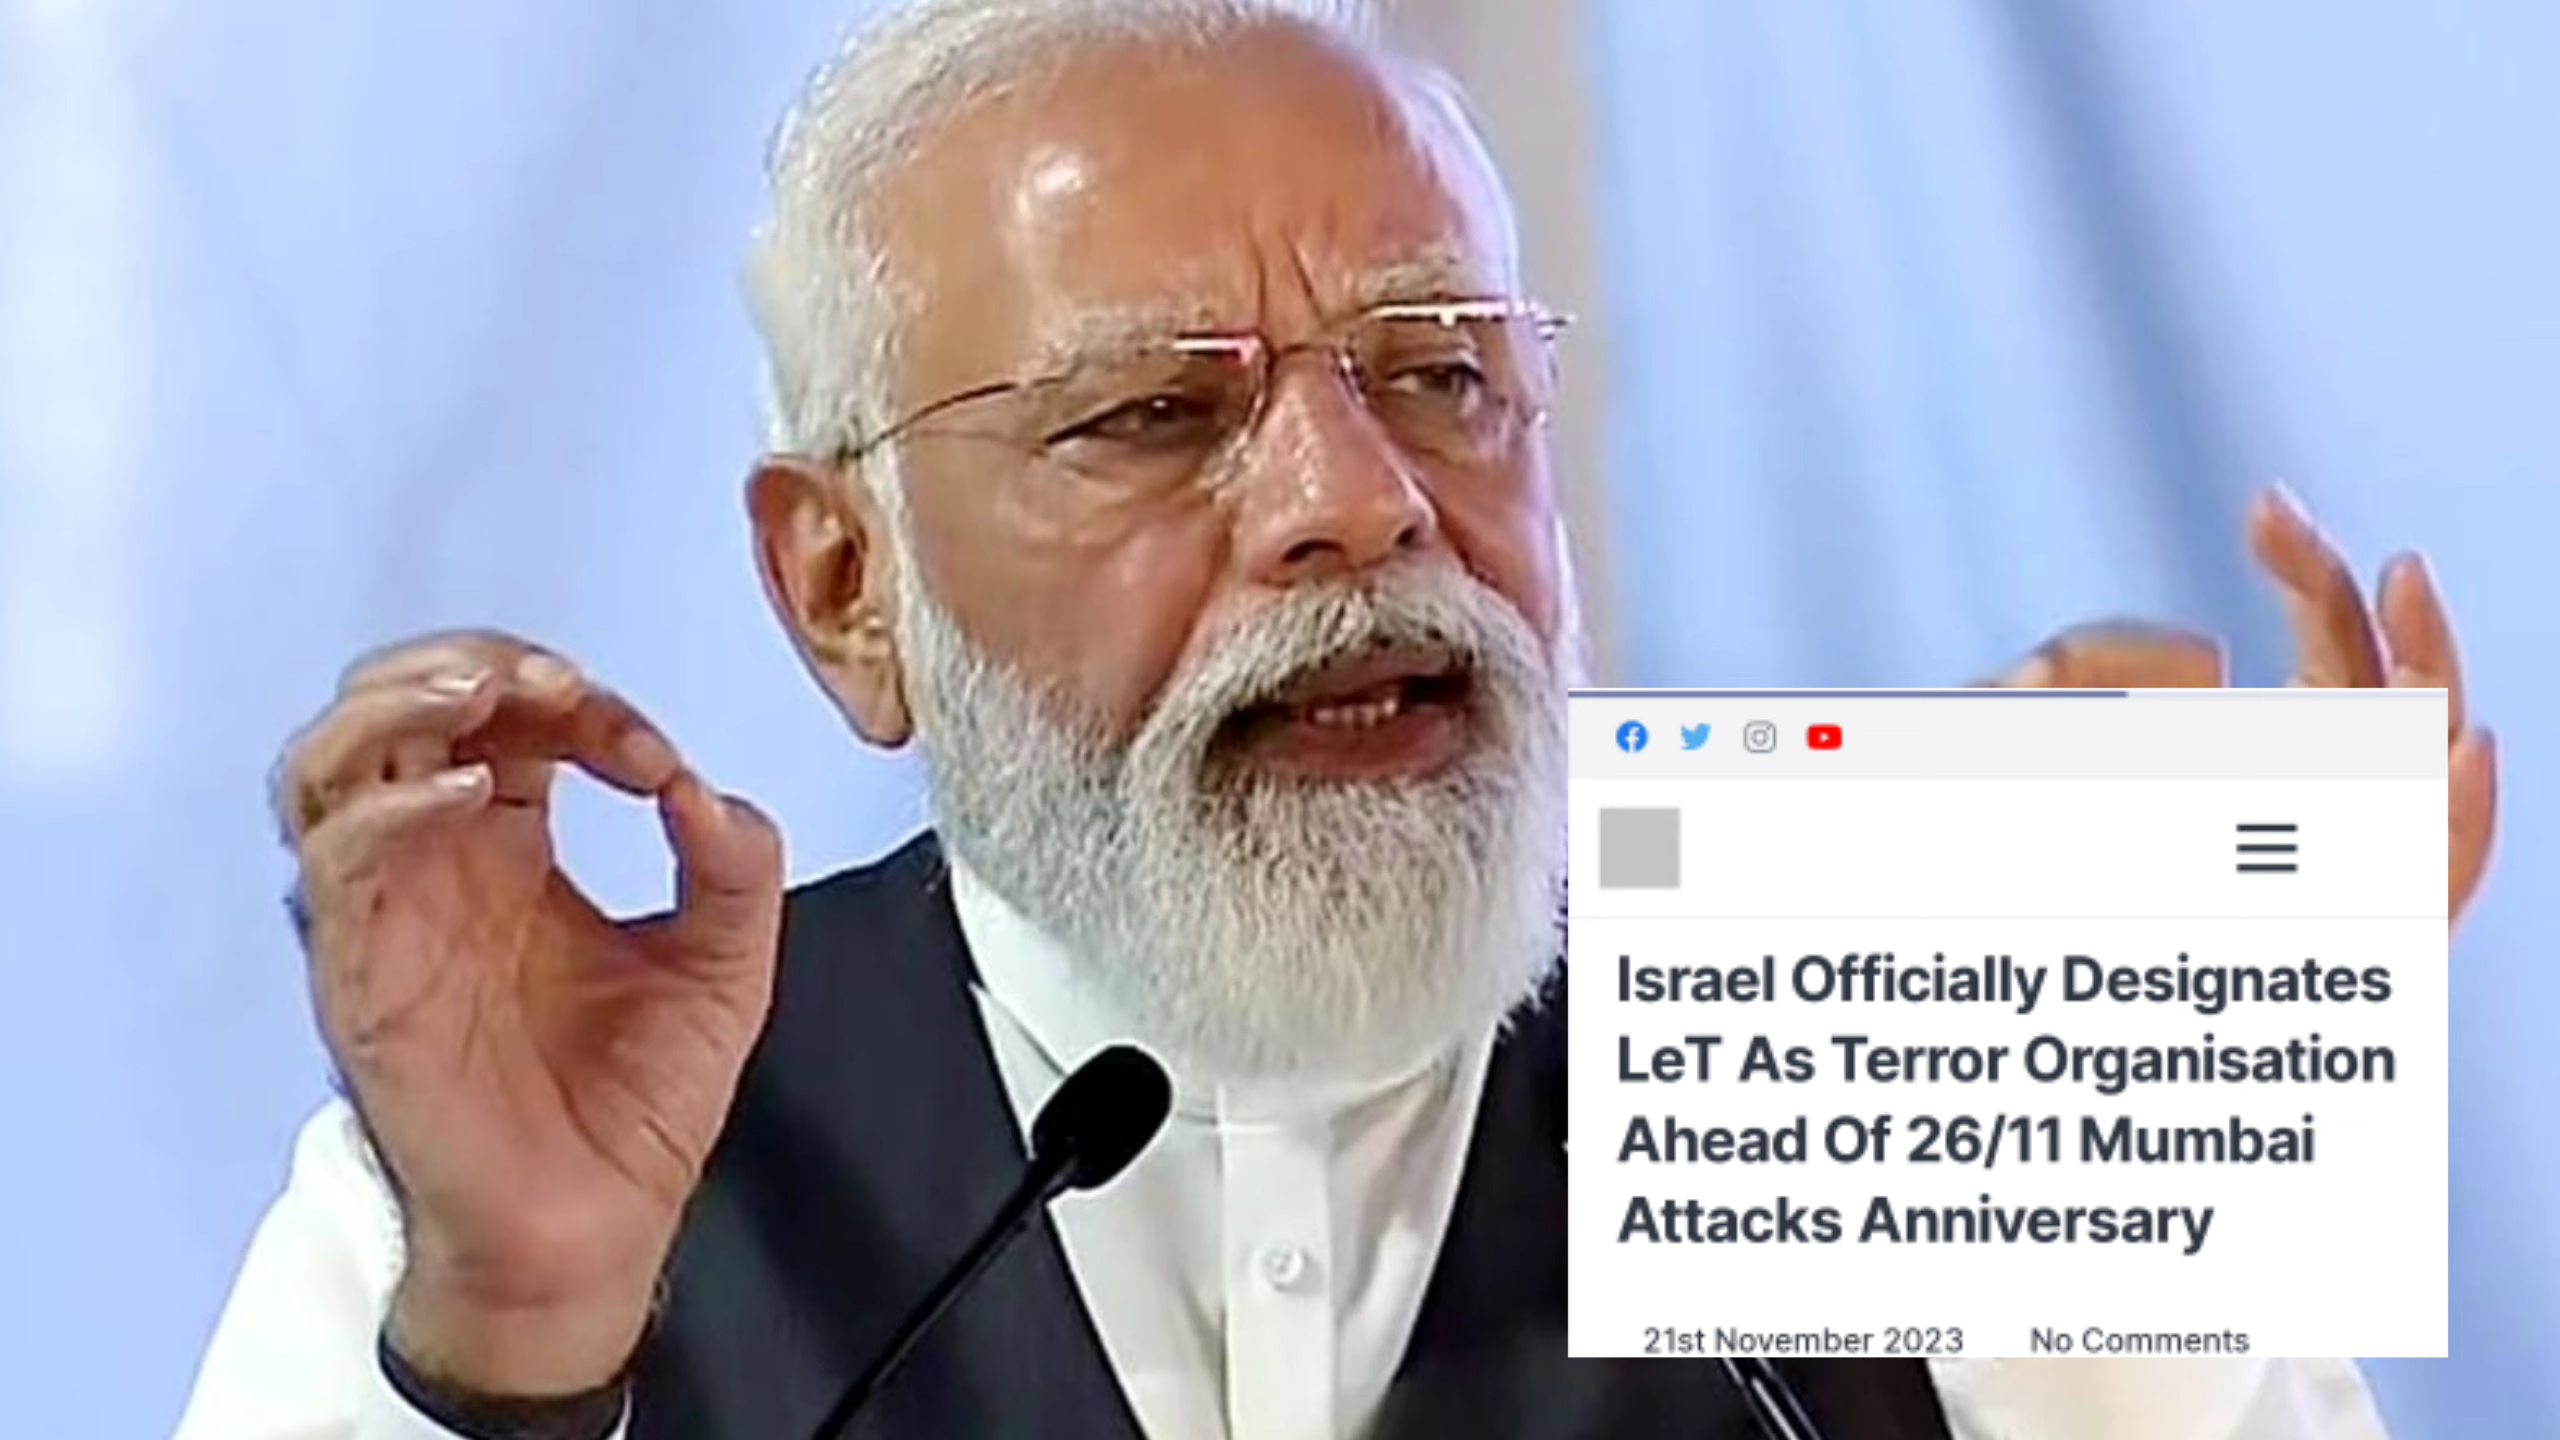 Israel Officially Designates
LeT As Terror Organisation
Ahead Of 26/11 Mumbai
Attacks Anniversary
21st November 2023 No Comments